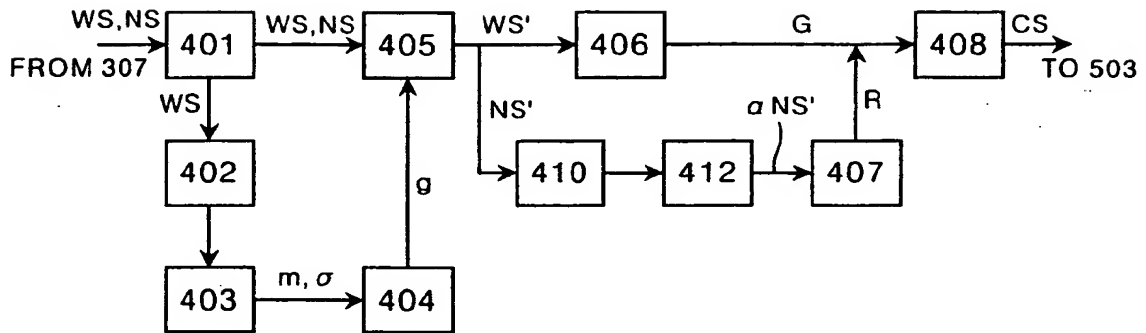 WS,NS
401
WS,NS
405
WS'
406
G
408
CS
FROM 307
TO 503
WS
NS'
α NS'
R
402
410
412
407
g
403
m, σ
404